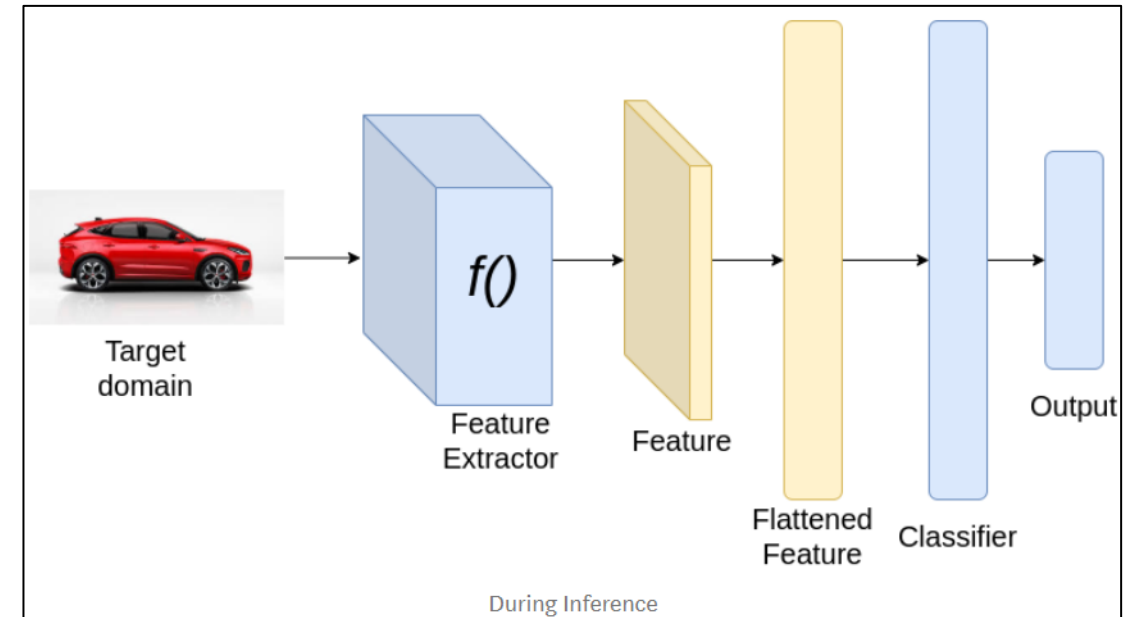 f()
Target
domain
Feature
Extractor
Feature
Flattened
Feature
Classifier
Output
During Inference